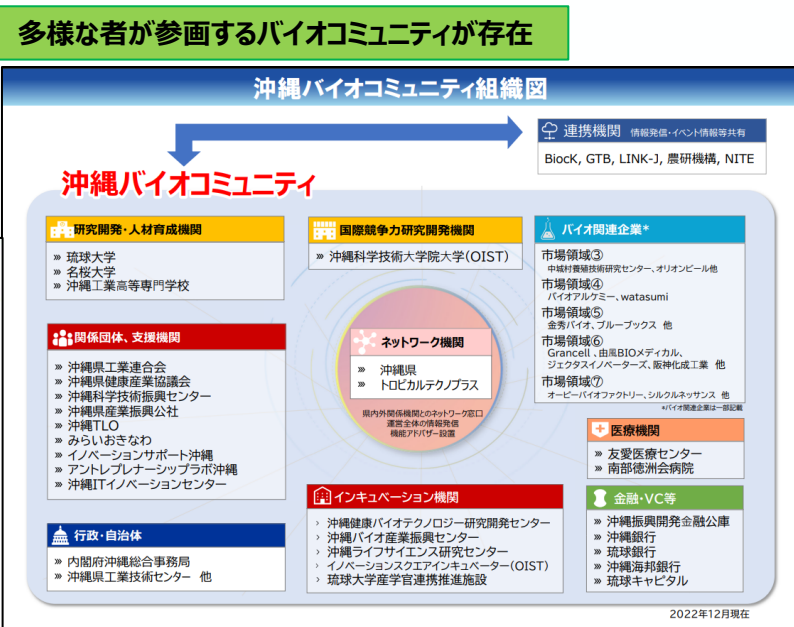 多様な者が参画するバイオコミュニティが存在
沖縄バイオコミュニティ組織図
連携機関 情報発信・イベント情報等共有
BiocK, GTB, LINK-J, 農研機構, NITE
沖縄バイオコミュニティ
研究開発・人材育成機関
» 琉球大学
» 名桜大学
» 沖縄工業高等専門学校
国際競争力研究開発機関
» 沖縄科学技術大学院大学(OIST)
バイオ関連企業*
市場領域③
中城村養殖技術研究センター、オリオンビール他
市場領域④
バイオアルケミー、watasumi
市場領域⑤
金秀バイオ、ブルーブックス 他
市場領域⑥
Grancell 、由風BIOメディカル、
ジェクタスイノベーターズ、阪神化成工業 他
市場領域⑦
オーピーバイオファクトリー、シルクルネッサンス 他
*バイオ関連企業は一部記載
関係団体、支援機関
» 沖縄県工業連合会
» 沖縄県健康産業協議会
» 沖縄科学技術振興センター
» 沖縄県産業振興公社
» 沖縄TLO
» みらいおきなわ
» イノベーションサポート沖縄
» アントレプレナーシップラボ沖縄
» 沖縄ITイノベーションセンター
ネットワーク機関
» 沖縄県
» トロピカルテクノプラス
県内外関係機関とのネットワーク窓口
運営全体の情報発信
機能アドバイザー設置
医療機関
» 友愛医療センター
» 南部徳洲会病院
行政・自治体
» 内閣府沖縄総合事務局
» 沖縄県工業技術センター 他
インキュベーション機関
› 沖縄健康バイオテクノロジー研究開発センター
› 沖縄バイオ産業振興センター
› 沖縄ライフサイエンス研究センター
› イノベーションスクエアインキュベーター(OIST)
› 琉球大学産学官連携推進施設
金融・VC等
» 沖縄振興開発金融公庫
» 沖縄銀行
» 琉球銀行
» 沖縄海邦銀行
» 琉球キャピタル
2022年12月現在